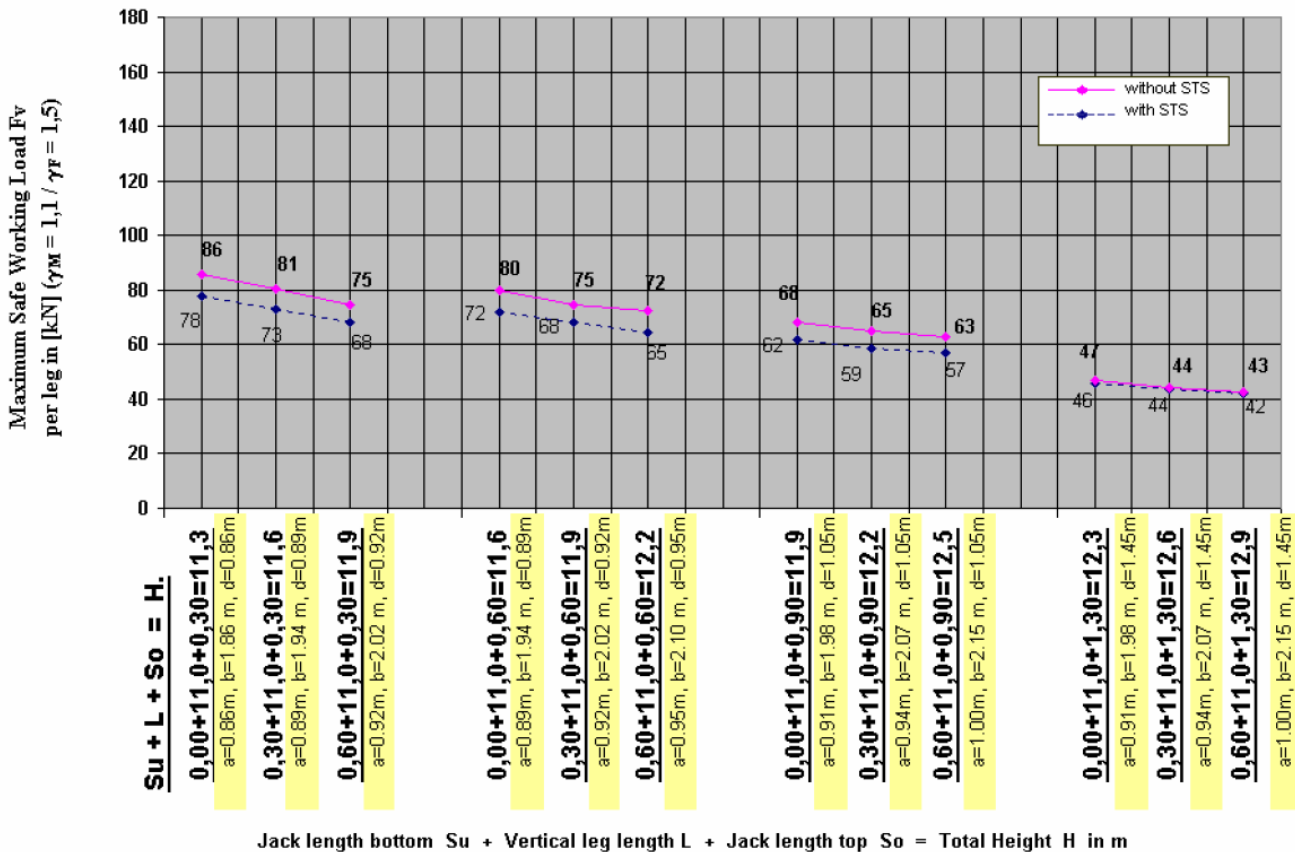 Maximum Safe Working Load Fv
per leg in [kN] (γM = 1,1 / γF = 1,5)
180
160
140
120
100
80
60
40
20
0
without STS
with STS
86
81
75
78
73
68
80
75
72
72
68
65
68
65
63
62
59
57
47
44
43
46
44
42
Su + L + So = H.
0,00+11,0+0,30=11,3
a=0.86m, b=1.86 m, d=0.86m
0,30+11,0+0,30=11,6
a=0.89m, b=1.94 m, d=0.89m
0,60+11,0+0,30=11,9
a=0.92m, b=2.02 m, d=0.92m
0,00+11,0+0,60=11,6
a=0.89m, b=1.94 m, d=0.89m
0,30+11,0+0,60=11,9
a=0.92m, b=2.02 m, d=0.92m
0,60+11,0+0,60=12,2
a=0.95m, b=2.10 m, d=0.95m
0,00+11,0+0,90=11,9
a=0.91m, b=1.98 m, d=1.05m
0,30+11,0+0,90=12,2
a=0.94m, b=2.07 m, d=1.05m
0,60+11,0+0,90=12,5
a=1.00m, b=2.15 m, d=1.05m
0,00+11,0+1,30=12,3
a=0.91m, b=1.98 m, d=1.45m
0,30+11,0+1,30=12,6
a=0.94m, b=2.07 m, d=1.45m
0,60+11,0+1,30=12,9
a=1.00m, b=2.15 m, d=1.45m
Jack length bottom Su + Vertical leg length L + Jack length top So = Total Height H in m